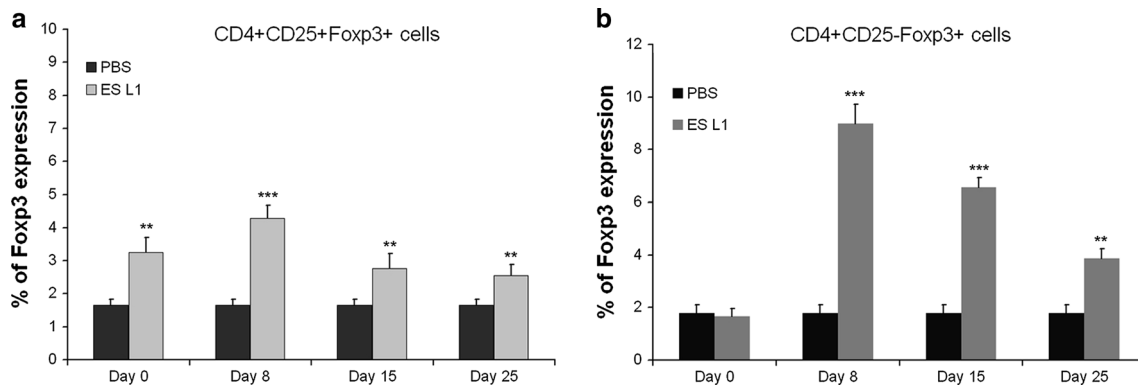 a
CD4+CD25+Foxp3+ cells
PBS
ES L1
% of Foxp3 expression
10
9
8
7
6
5
4
3
2
1
0
**
***
**
**
Day 0
Day 8
Day 15
Day 25
b
CD4+CD25-Foxp3+ cells
PBS
ES L1
% of Foxp3 expression
12
10
8
6
4
2
0
***
***
**
Day 0
Day 8
Day 15
Day 25